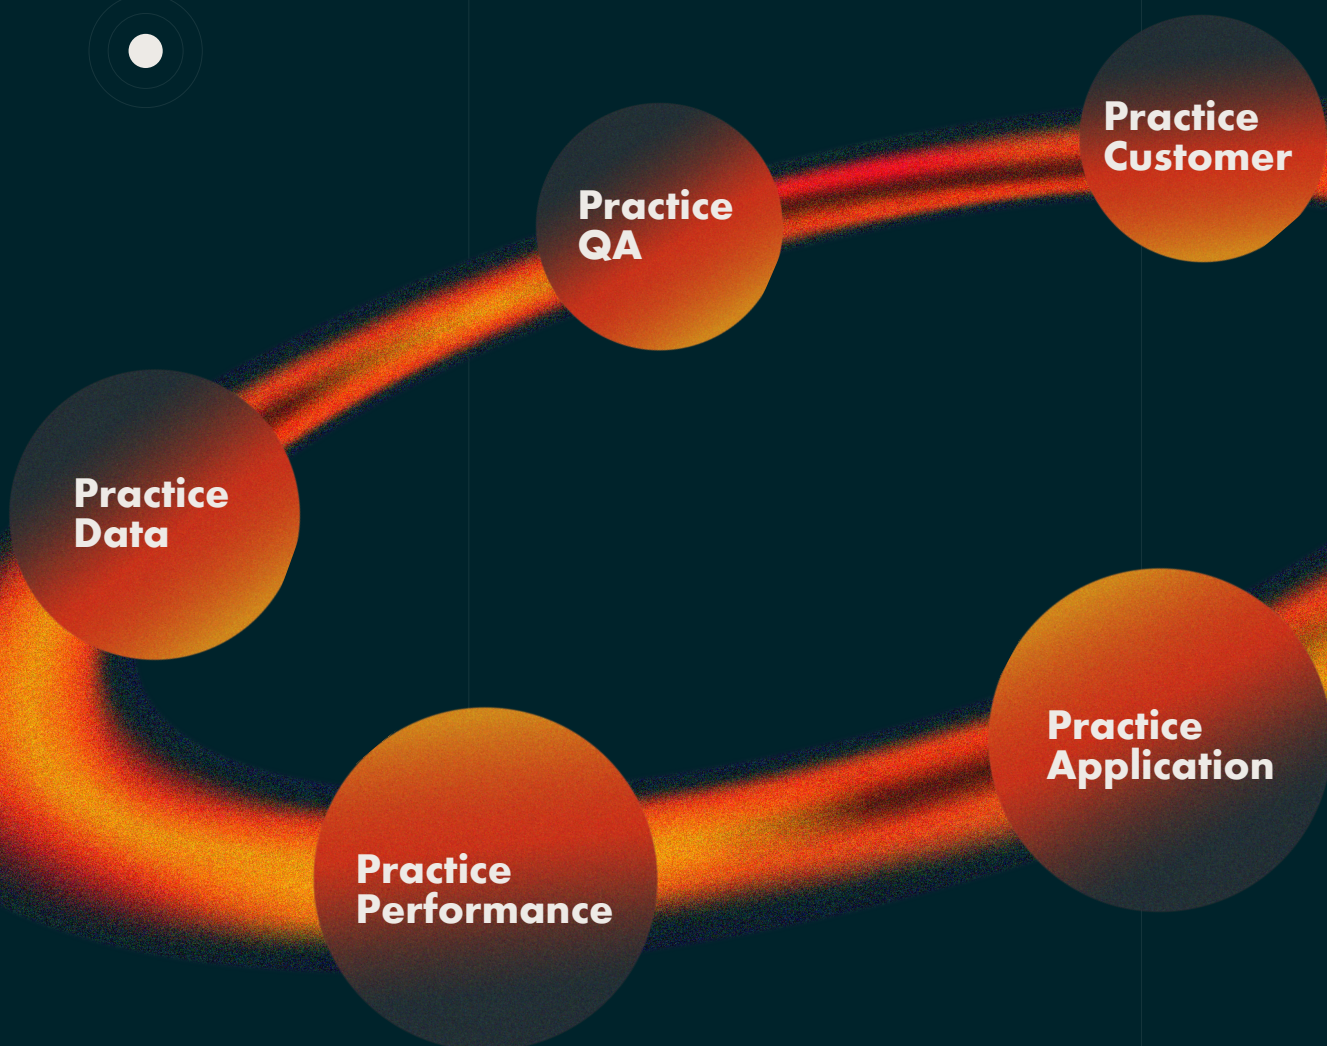 Practice
Customer
Practice
QA
Practice
Data
Practice
Application
Practice
Performance